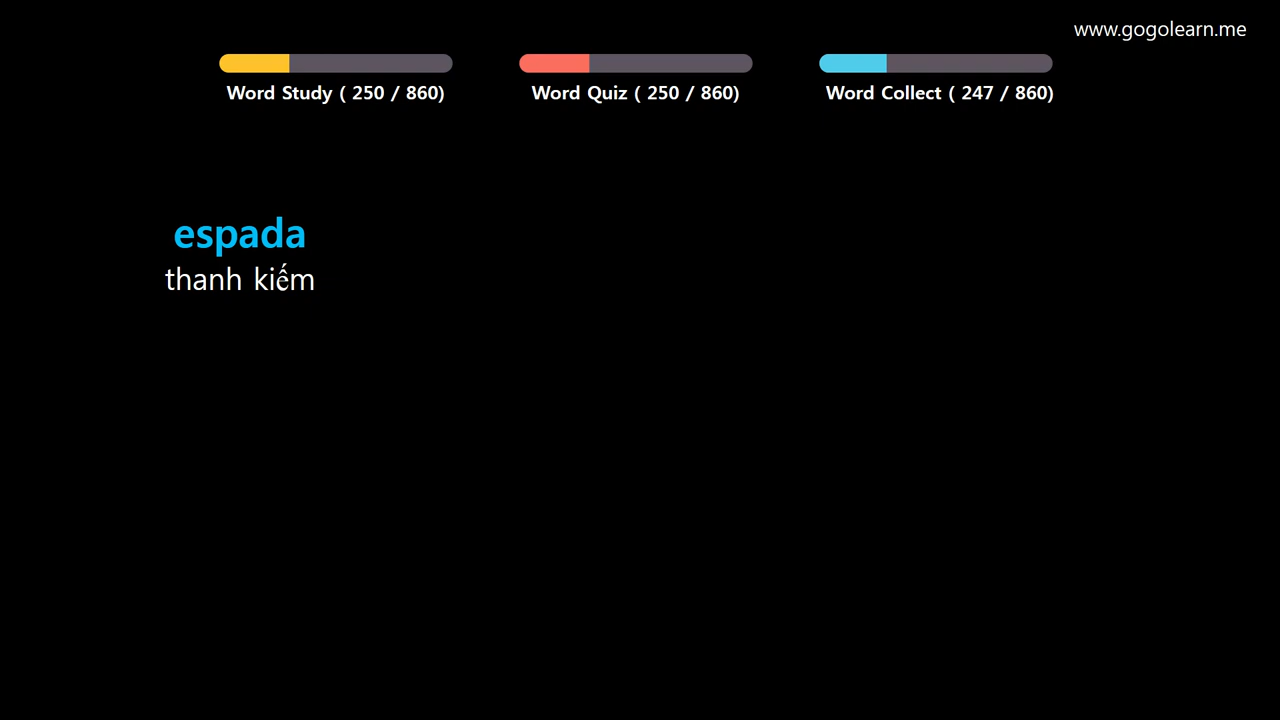 www.gogolearn.me
Word Study ( 250 / 860)
Word Quiz ( 250 / 860)
Word Collect ( 247 / 860)
espada
thanh kiếm